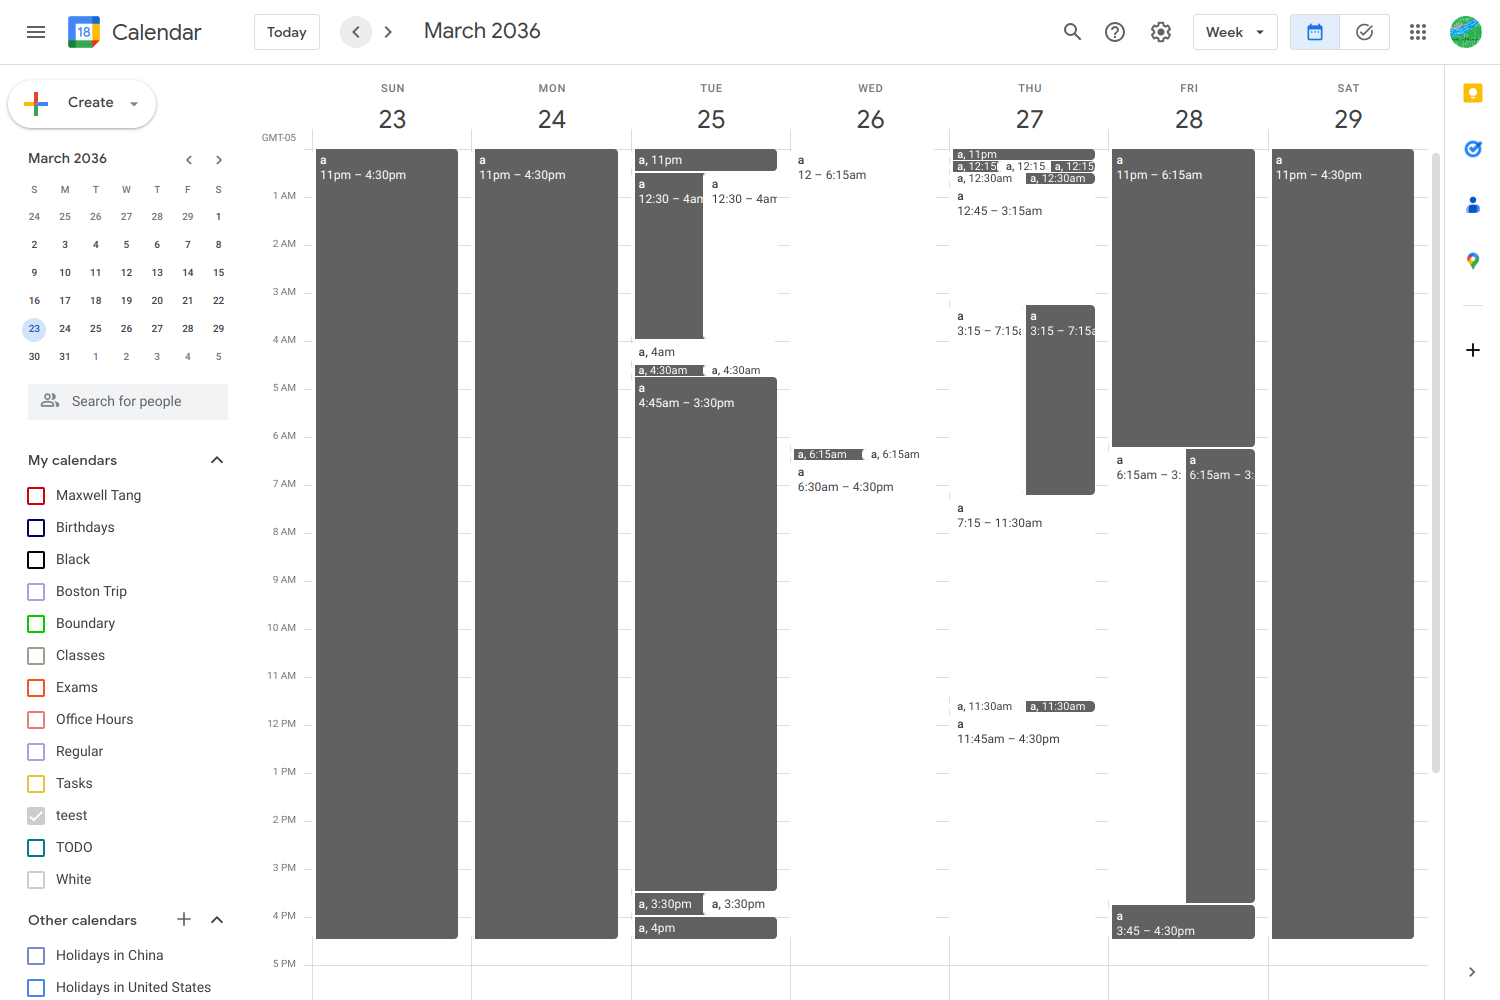 18 Calendar Today March 2036 Week
Create
March 2036
S M T W T F S
24 25 26 27 28 29 1
2 3 4 5 6 7 8
9 10 11 12 13 14 15
16 17 18 19 20 21 22
23 24 25 26 27 28 29
30 31 1 2 3 4 5
Search for people
My calendars
Maxwell Tang
Birthdays
Black
Boston Trip
Boundary
Classes
Exams
Office Hours
Regular
Tasks
teest
TODO
White
Other calendars
Holidays in China
Holidays in United States
SUN MON TUE WED THU FRI SAT
23 24 25 26 27 28 29
GMT-05
1 AM
2 AM
3 AM
4 AM
5 AM
6 AM
7 AM
8 AM
9 AM
10 AM
11 AM
12 PM
1 PM
2 PM
3 PM
4 PM
5 PM
a
11pm – 4:30pm
a
11pm – 4:30pm
a, 11pm
a
12:30 – 4am
a
12:30 – 4am
a, 4am
a, 4:30am
a, 4:30am
a
4:45am – 3:30pm
a, 3:30pm
a, 3:30pm
a, 4pm
a
12 – 6:15am
a, 6:15am
a, 6:15am
a
6:30am – 4:30pm
a, 11pm
a, 12:15
a, 12:15
a, 12:15
a, 12:30am
a, 12:30am
a
12:45 – 3:15am
a
3:15 – 7:15a
a
3:15 – 7:15a
a
7:15 – 11:30am
a, 11:30am
a, 11:30am
a
11:45am – 4:30pm
a
11pm – 6:15am
a
6:15am – 3:
a
6:15am – 3:
a
3:45 – 4:30pm
a
11pm – 4:30pm